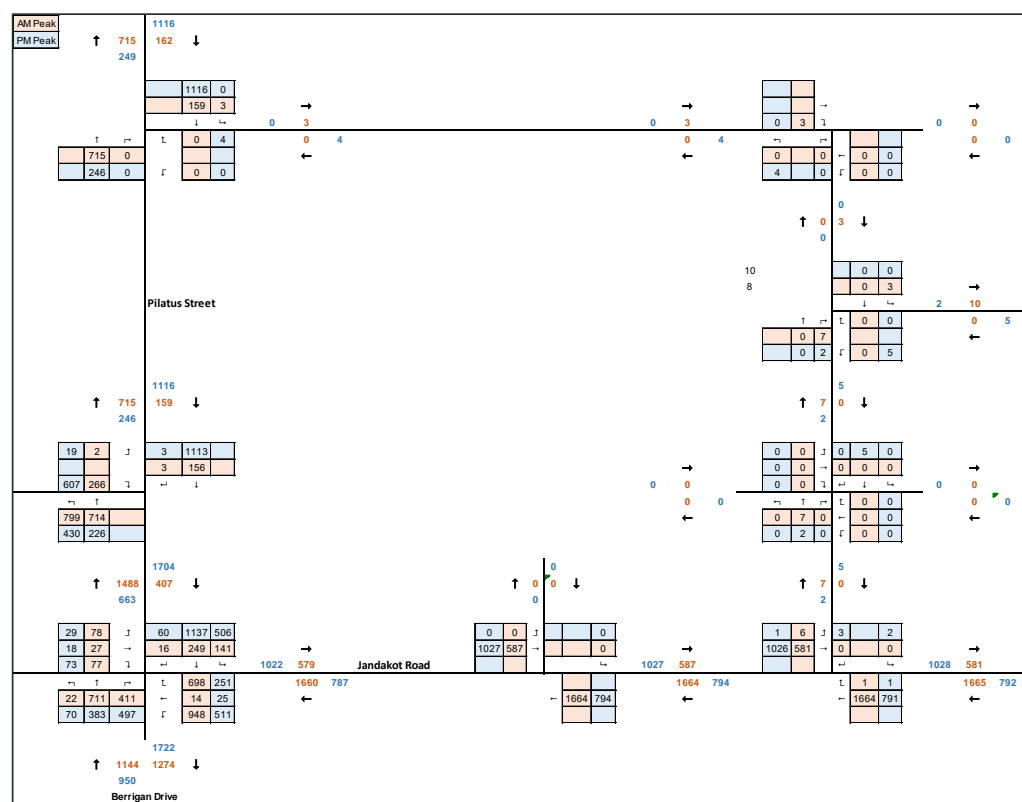 AM Peak 1116
PM Peak ↑ 715 162 ↓
249
1116 0
159 3 → →
↓ ↳ 0 3 0 3 0 3 0 0
↑ 0 4 0 4 0 4 0 0
715 0 ← ← 0 0 ← 0 0 ←
246 0 0 0 4 0 0 0
0
↑ 0 3 ↓
0
10 0 0
8 0 3 →
Pilatus Street ↓ 2 10
↑ 0 0 0 5
0 7 ←
0 2 0 5
1116 5
↑ 715 159 ↓ ↑ 7 0 ↓
246 2
19 2 3 1113 0 0 0 5 0
3 156 → 0 0 → 0 0 0 →
607 266 ↓ 0 0 0 0 ↓ 0 0
↑ 0 0 ↑ 0 0 0 0
799 714 ← 0 7 0 ← 0 0 ←
430 226 0 2 0 0 0
1704 0 5
↑ 1488 407 ↓ ↑ 0 0 ↓ ↑ 7 0 ↓
663 0 2
29 78 60 1137 506 0 0 0 1 6 3 2
18 27 → 16 249 141 → 1027 587 → 0 → 1026 581 → 0 0 →
73 77 ↓ 1022 579 Jandakot Road 1027 587 1028 581
↑ 698 251 1660 787 1664 794 1 1 1665 792
22 711 411 ← 14 25 ← ← 1664 794 ← ← 1664 791 ←
70 383 497 948 511
1722
↑ 1144 1274 ↓
950
Berrigan Drive